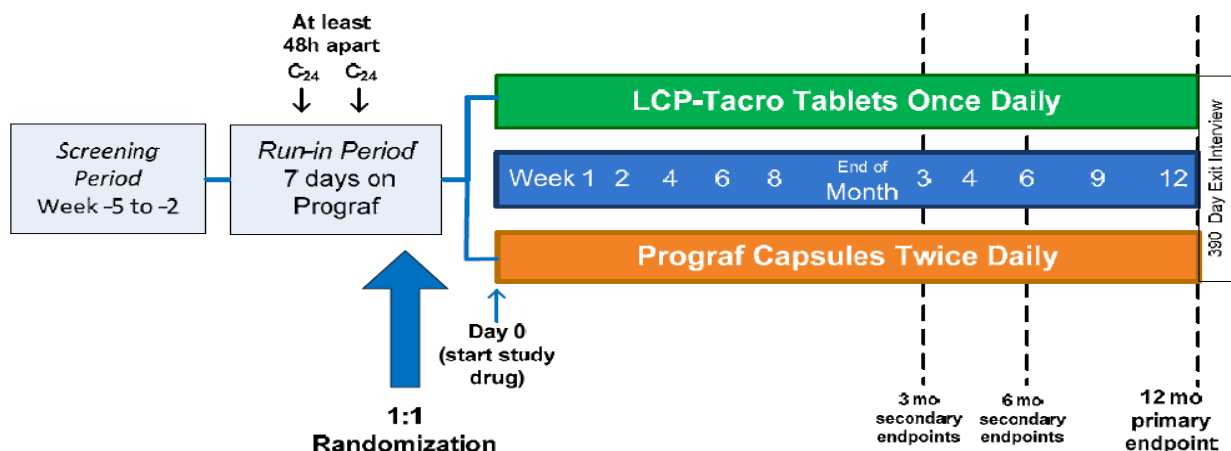 At least
48h apart
C24 C24
Screening
Period
Week –5 to –2
Run-in Period
7 days on
Prograf
LCP-Tacro Tablets Once Daily
Week 1 2 4 6 8 End of Month 3 4 6 9 12
Prograf Capsules Twice Daily
390 Day Exit Interview
Day 0
(start study
drug)
1:1
Randomization
3 mo
secondary
endpoints
6 mo
secondary
endpoints
12 mo
primary
endpoint